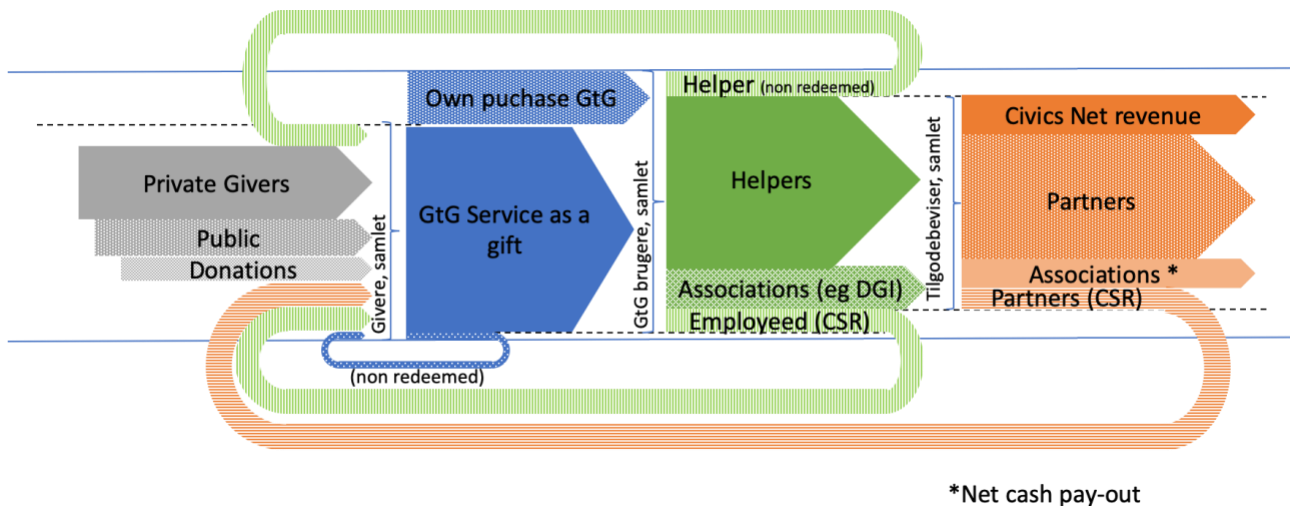 Own puchase GtG
Helper (non redeemed)
Civics Net revenue
Private Givers
Public
Donations
Givere, samlet
GtG Service as a
gift
GtG brugere, samlet
Helpers
Tilgodebeviser, samlet
Partners
Associations (eg DGI)
Employeed (CSR)
Associations *
Partners (CSR)
(non redeemed)
*Net cash pay-out